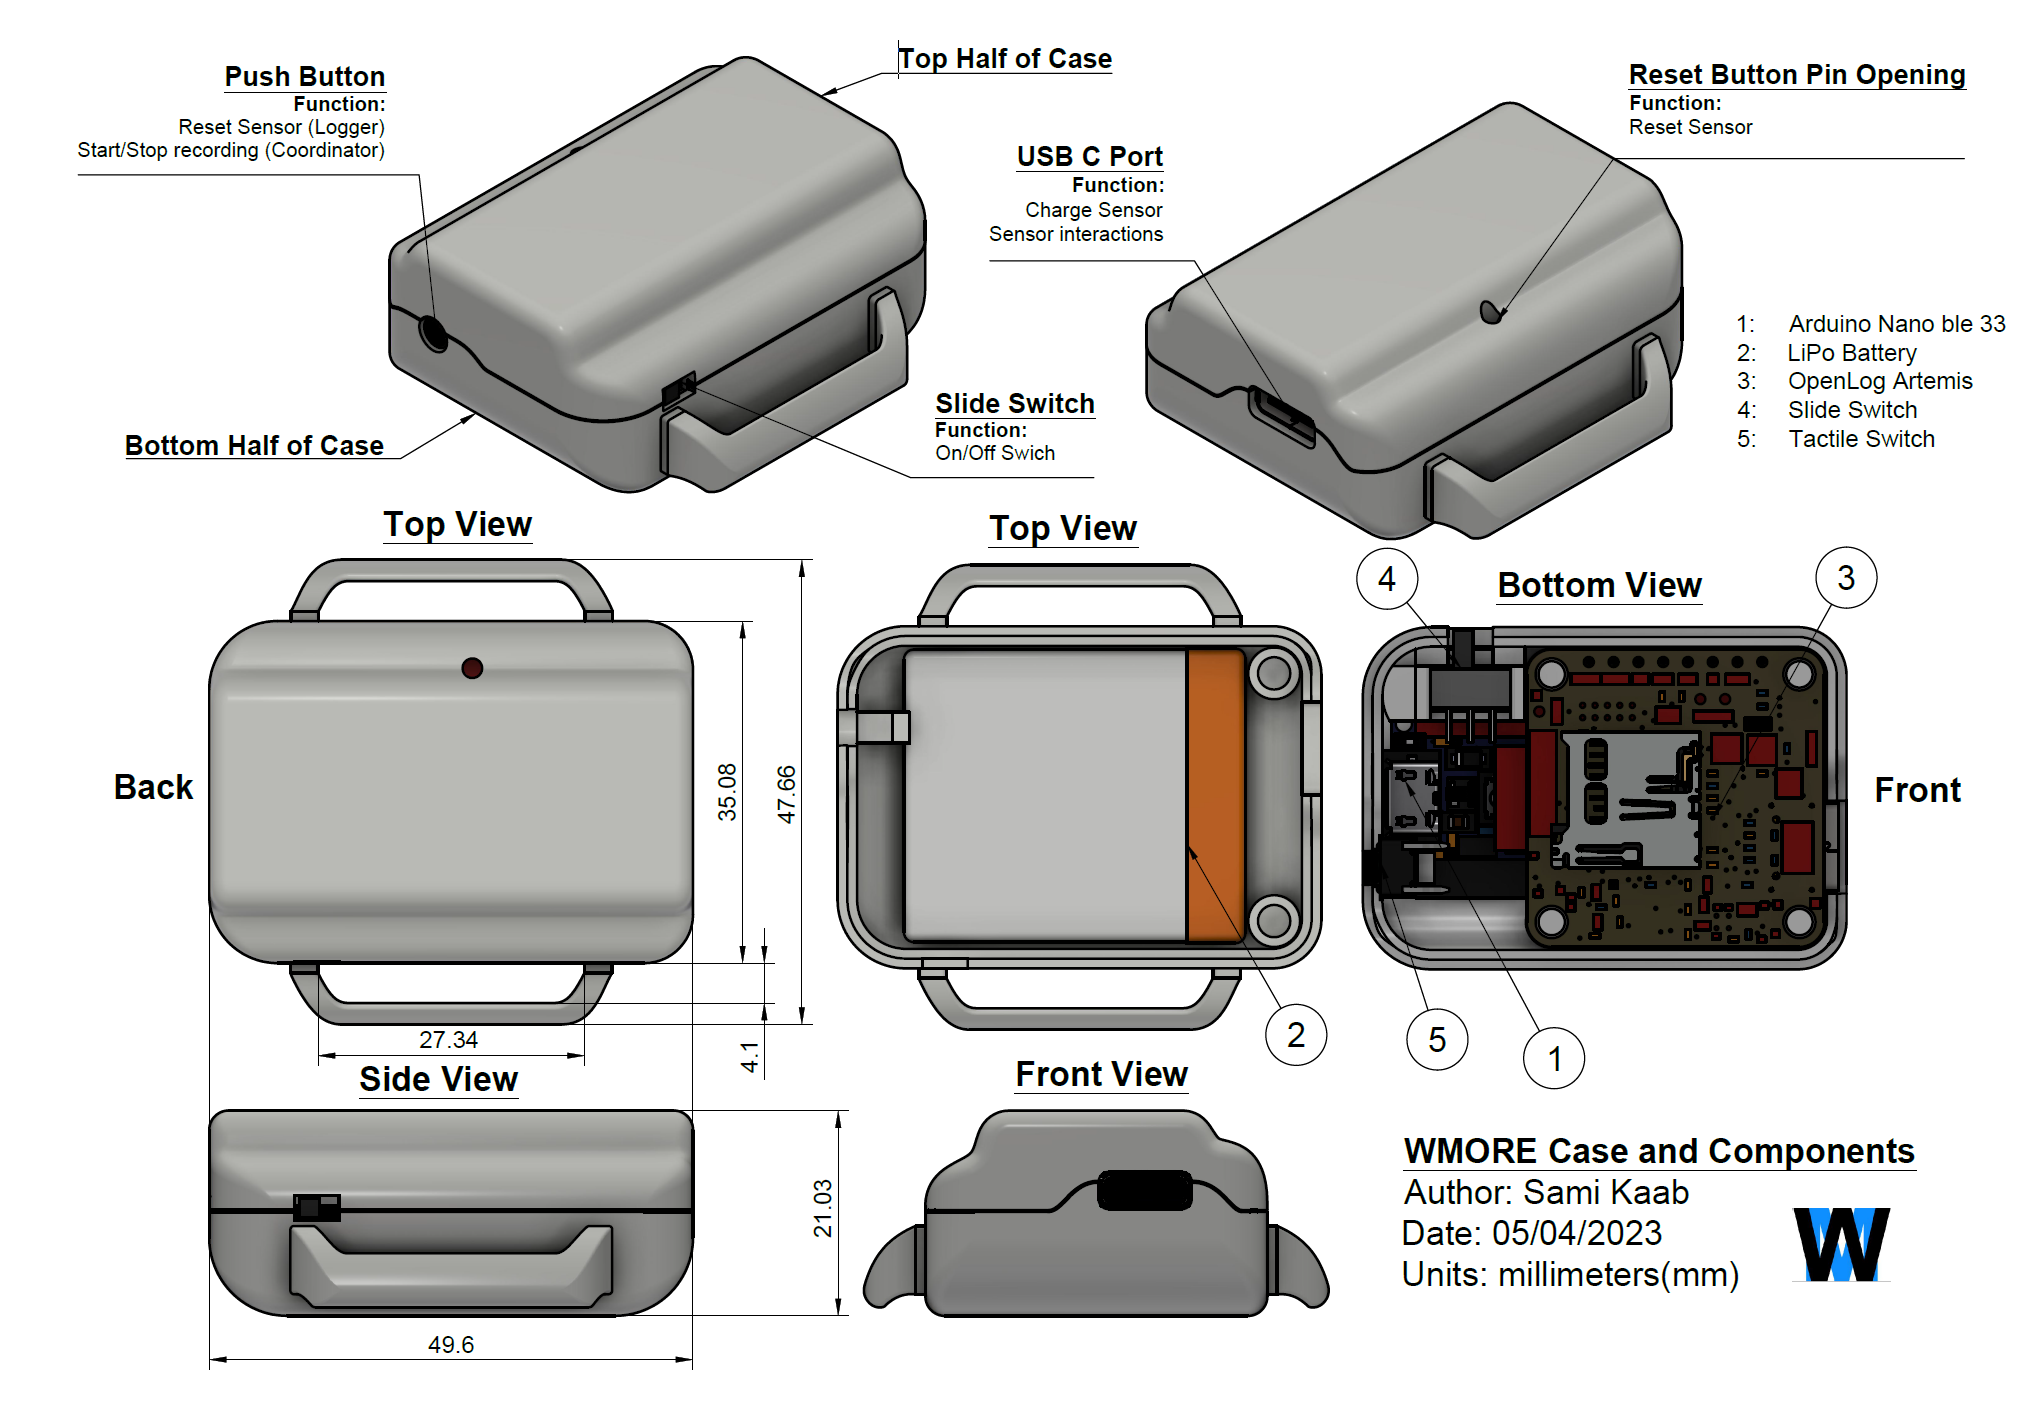 Push Button
Function:
Reset Sensor (Logger)
Start/Stop recording (Coordinator)
Top Half of Case
Bottom Half of Case
Slide Switch
Function:
On/Off Swich
USB C Port
Function:
Charge Sensor
Sensor interactions
Reset Button Pin Opening
Function:
Reset Sensor
1: Arduino Nano ble 33
2: LiPo Battery
3: OpenLog Artemis
4: Slide Switch
5: Tactile Switch
Top View
Back
35.08
47.66
27.34
4.1
Top View
2
Bottom View
4
3
Front
5
1
Side View
21.03
49.6
Front View
WMORE Case and Components
Author: Sami Kaab
Date: 05/04/2023
Units: millimeters(mm)
W